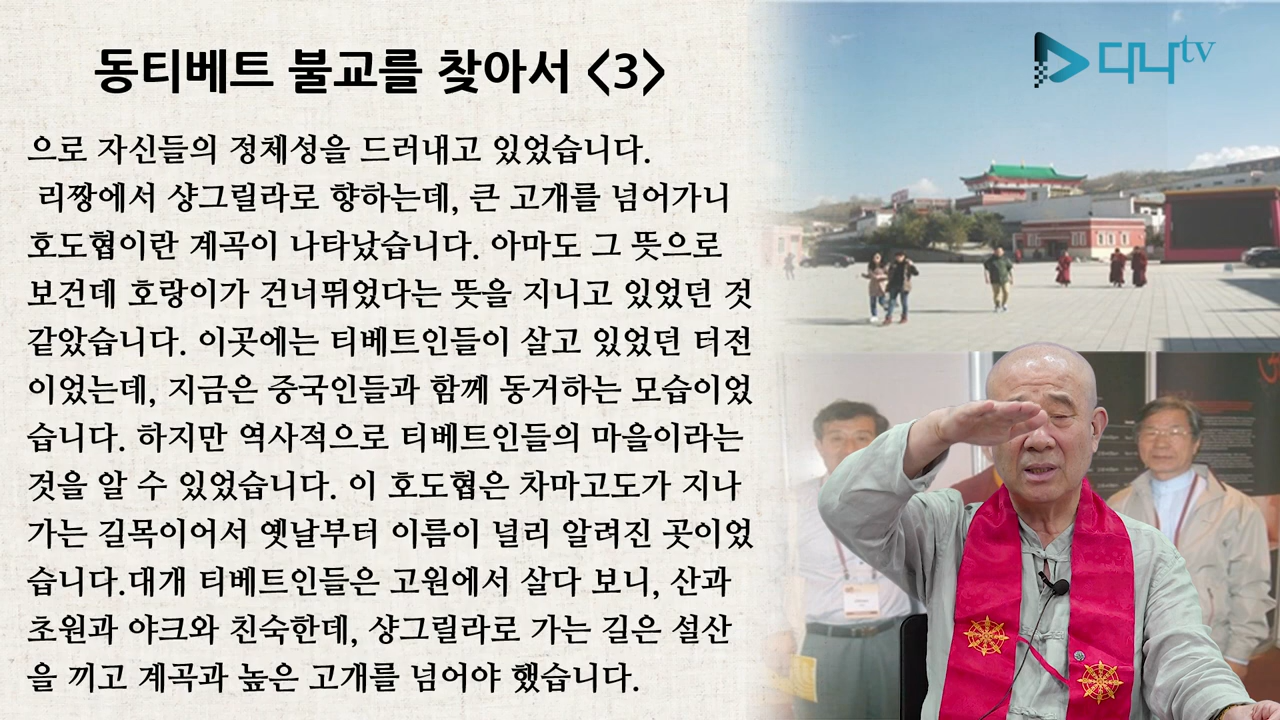 동티베트 불교를 찾아서 <3>
으로 자신들의 정체성을 드러내고 있었습니다.
리짱에서 샹그릴라로 향하는데, 큰 고개를 넘어가니
호도협이란 계곡이 나타났습니다. 아마도 그 뜻으로
보건데 호랑이가 건너뛰었다는 뜻을 지니고 있었던 것
같았습니다. 이곳에는 티베트인들이 살고 있었던 터전
이었는데, 지금은 중국인들과 함께 동거하는 모습이었
습니다. 하지만 역사적으로 티베트인들의 마을이라는
것을 알 수 있었습니다. 이 호도협은 차마고도가 지나
가는 길목이어서 옛날부터 이름이 널리 알려진 곳이었
습니다.대개 티베트인들은 고원에서 살다 보니, 산과
초원과 야크와 친숙한데, 샹그릴라로 가는 길은 설산
을 끼고 계곡과 높은 고개를 넘어야 했습니다.
tv